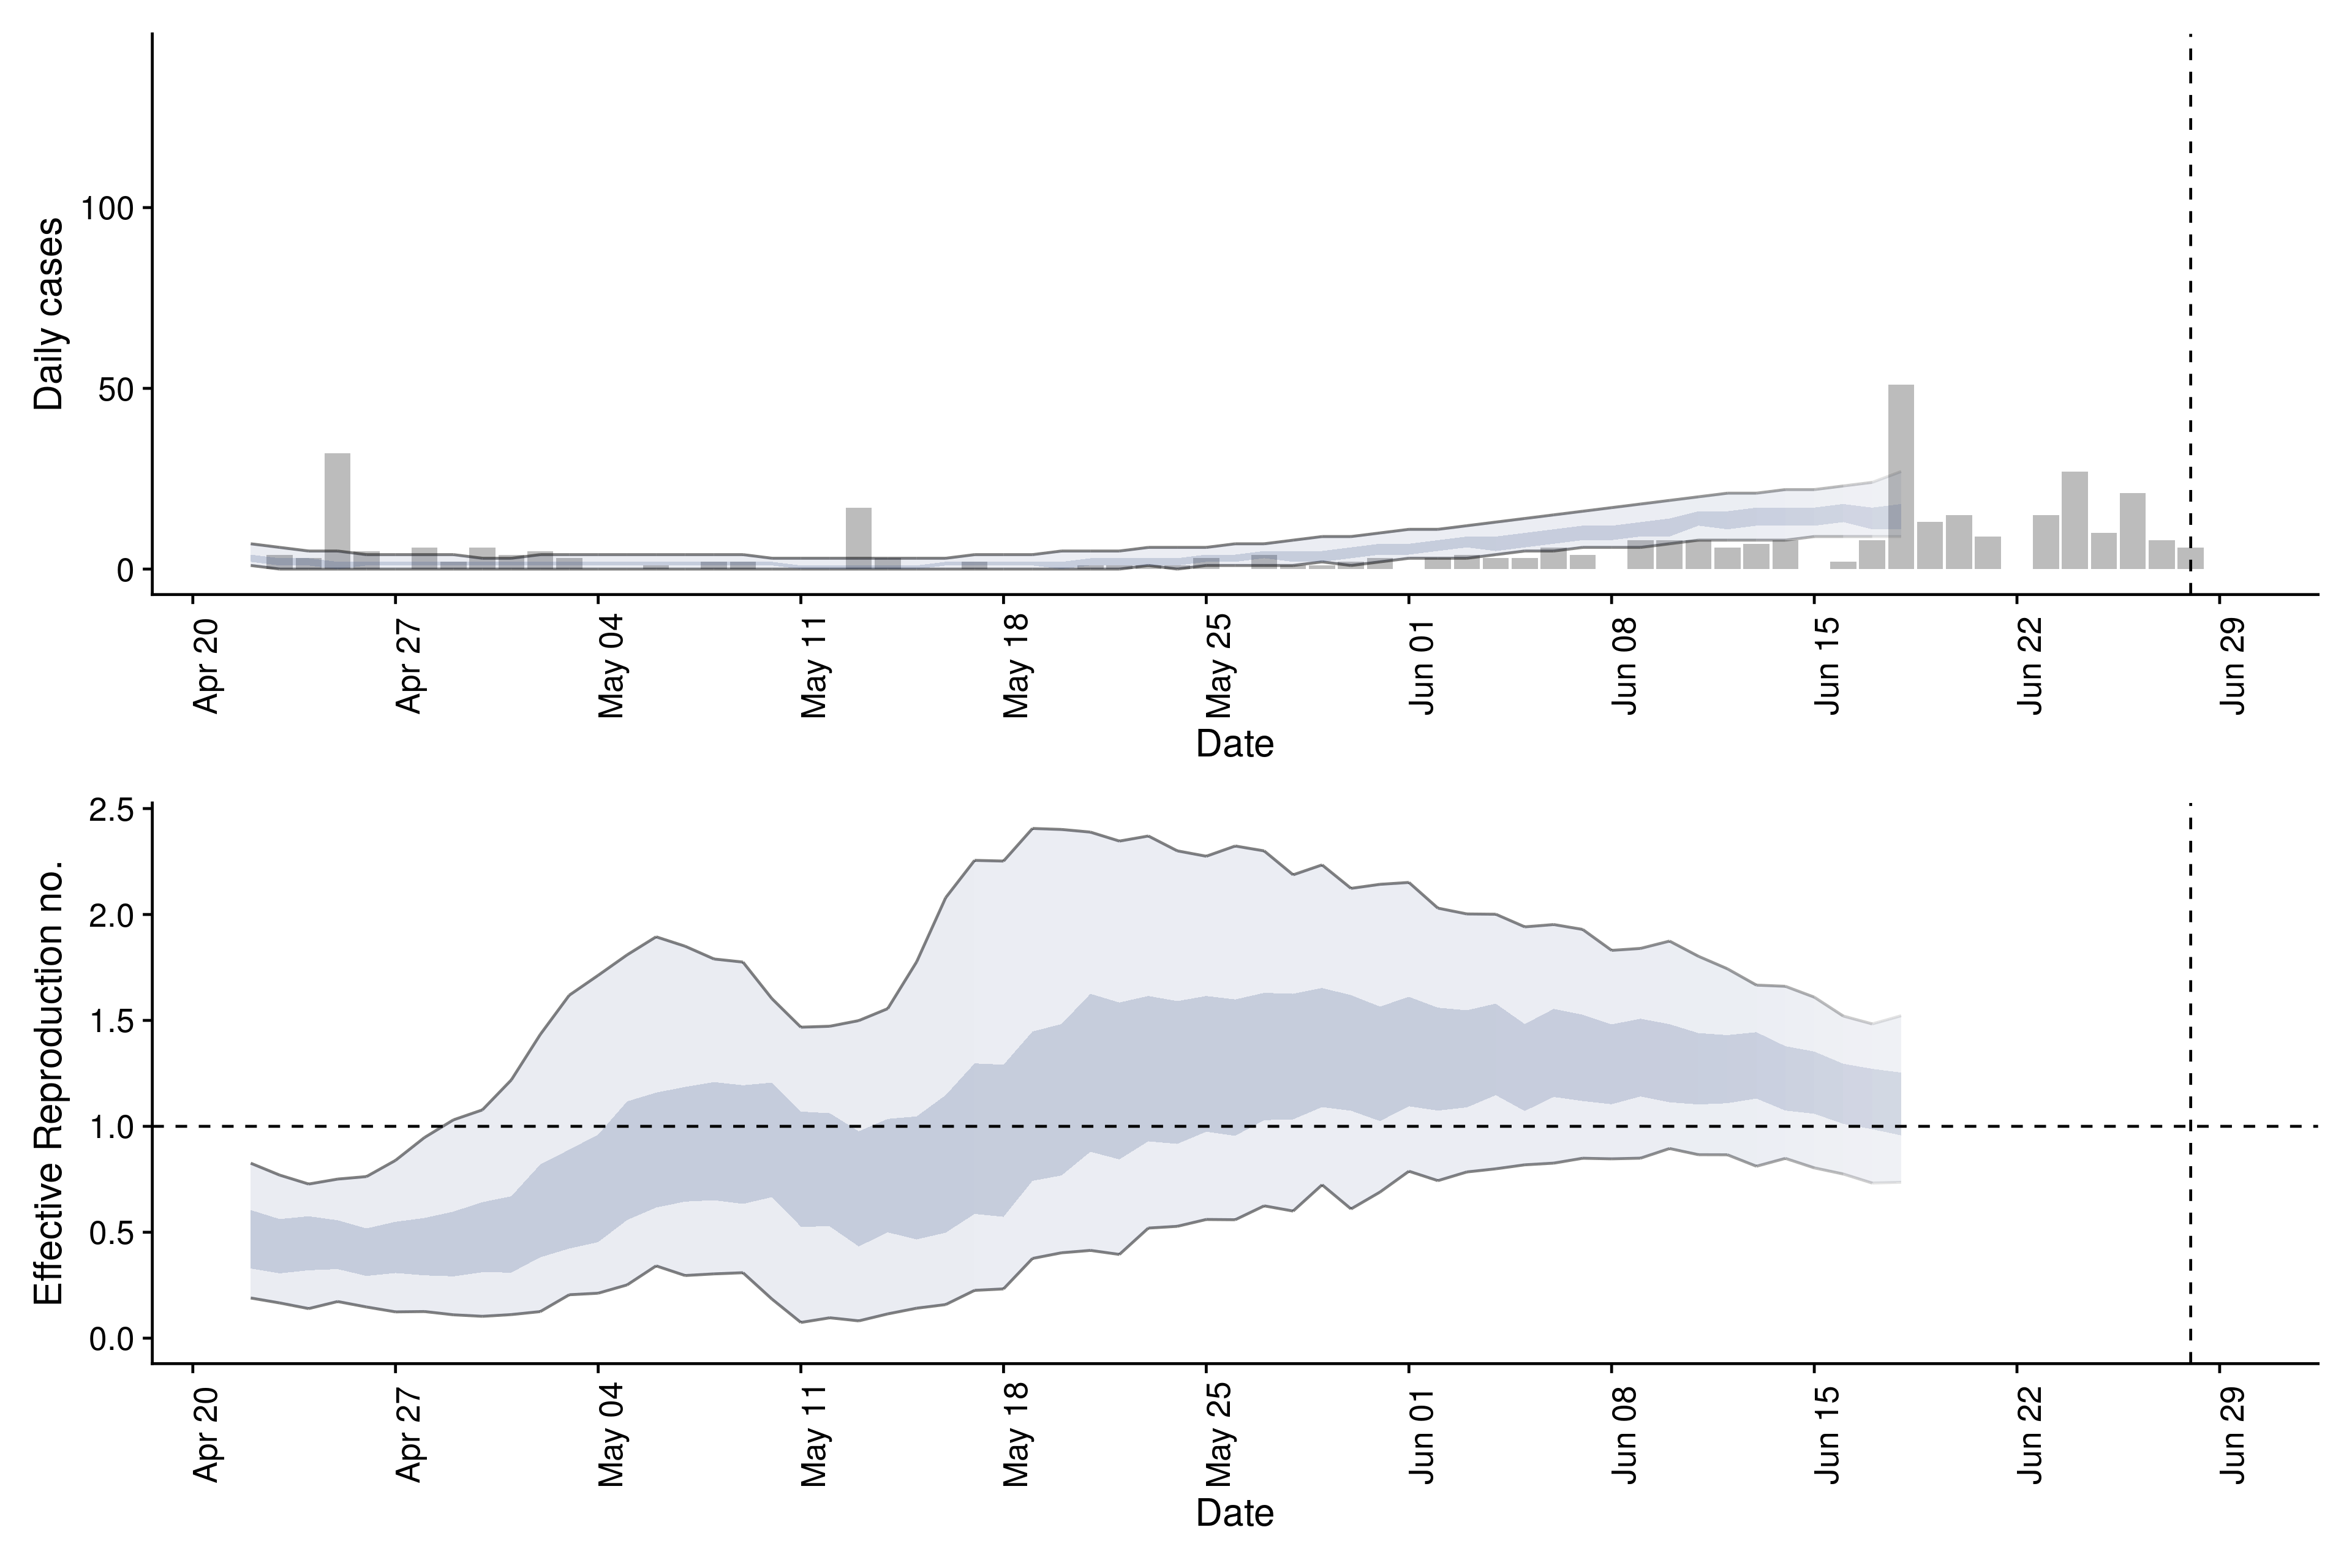 Daily cases
100
50
0
Apr 20
Apr 27
May 04
May 11
May 18
May 25
Jun 01
Jun 08
Jun 15
Jun 22
Jun 29
Date
Effective Reproduction no.
2.5
2.0
1.5
1.0
0.5
0.0
Apr 20
Apr 27
May 04
May 11
May 18
May 25
Jun 01
Jun 08
Jun 15
Jun 22
Jun 29
Date